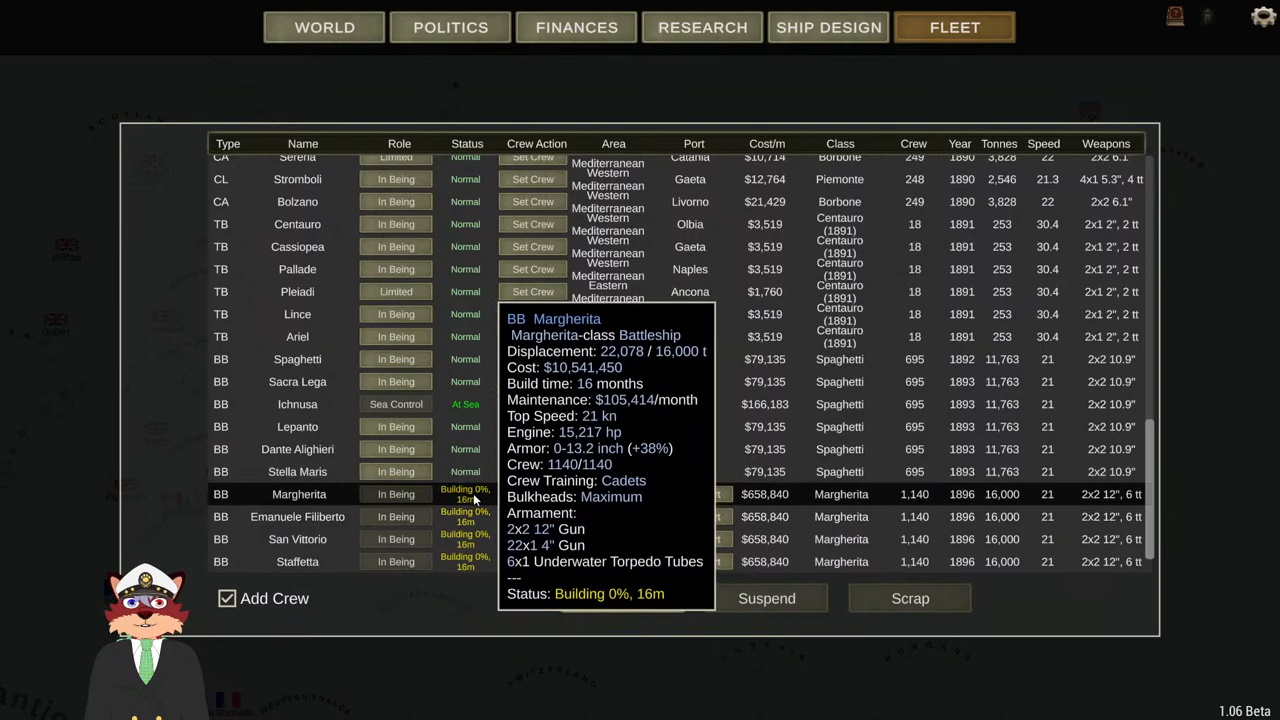 WORLD POLITICS FINANCES RESEARCH SHIP DESIGN FLEET
Type Name Role Status Crew Action Area Port Cost/m Class Crew Year Tonnes Speed Weapons
CA Serena Limited Normal Set Crew Mediterranean Catania $10,714 Borbone 249 1890 3,828 22 2x2 6.1"
CL Stromboli In Being Normal Set Crew Western Mediterranean Gaeta $12,764 Piemonte 248 1890 2,546 21.3 4x1 5.3", 4 tt
CA Bolzano In Being Normal Set Crew Western Mediterranean Livorno $21,429 Borbone 249 1890 3,828 22 2x2 6.1"
TB Centauro In Being Normal Set Crew Western Mediterranean Olbia $3,519 Centauro (1891) 18 1891 253 30.4 2x1 2", 2 tt
TB Cassiopea In Being Normal Set Crew Western Mediterranean Gaeta $3,519 Centauro (1891) 18 1891 253 30.4 2x1 2", 2 tt
TB Pallade In Being Normal Set Crew Western Mediterranean Naples $3,519 Centauro (1891) 18 1891 253 30.4 2x1 2", 2 tt
TB Pleiadi Limited Normal Set Crew Eastern Mediterranean Ancona $1,760 Centauro (1891) 18 1891 253 30.4 2x1 2", 2 tt
TB Lince In Being Normal $3,519 Centauro (1891) 18 1891 253 30.4 2x1 2", 2 tt
TB Ariel In Being Normal $3,519 Centauro (1891) 18 1891 253 30.4 2x1 2", 2 tt
BB Spaghetti In Being Normal $79,135 Spaghetti 695 1892 11,763 21 2x2 10.9"
BB Sacra Lega In Being Normal $79,135 Spaghetti 695 1893 11,763 21 2x2 10.9"
BB Ichnusa Sea Control At Sea $166,183 Spaghetti 695 1893 11,763 21 2x2 10.9"
BB Lepanto In Being Normal $79,135 Spaghetti 695 1893 11,763 21 2x2 10.9"
BB Dante Alighieri In Being Normal $79,135 Spaghetti 695 1893 11,763 21 2x2 10.9"
BB Stella Maris In Being Normal $79,135 Spaghetti 695 1893 11,763 21 2x2 10.9"
BB Margherita In Being Building 0%, 16m $658,840 Margherita 1,140 1896 16,000 21 2x2 12", 6 tt
BB Emanuele Filiberto In Being Building 0%, 16m $658,840 Margherita 1,140 1896 16,000 21 2x2 12", 6 tt
BB San Vittorio In Being Building 0%, 16m $658,840 Margherita 1,140 1896 16,000 21 2x2 12", 6 tt
BB Staffetta In Being Building 0%, 16m $658,840 Margherita 1,140 1896 16,000 21 2x2 12", 6 tt
BB Margherita
Margherita-class Battleship
Displacement: 22,078 / 16,000 t
Cost: $10,541,450
Build time: 16 months
Maintenance: $105,414/month
Top Speed: 21 kn
Engine: 15,217 hp
Armor: 0-13.2 inch (+38%)
Crew: 1140/1140
Crew Training: Cadets
Bulkheads: Maximum
Armament:
2x2 12" Gun
22x1 4" Gun
6x1 Underwater Torpedo Tubes
---
Status: Building 0%, 16m
Add Crew Suspend Scrap
1.06 Beta